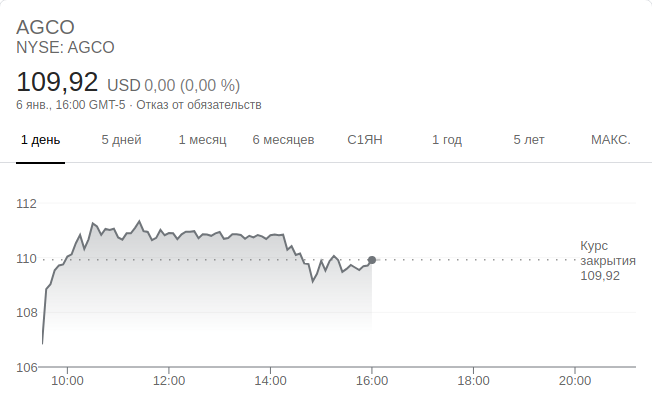 AGCO
NYSE: AGCO
109,92 USD 0,00 (0,00 %)
6 янв., 16:00 GMT-5 · Отказ от обязательств
1 день 5 дней 1 месяц 6 месяцев С1ЯН 1 год 5 лет МАКС.
112
110
108
106
Курс
закрытия
109,92
10:00 12:00 14:00 16:00 18:00 20:00